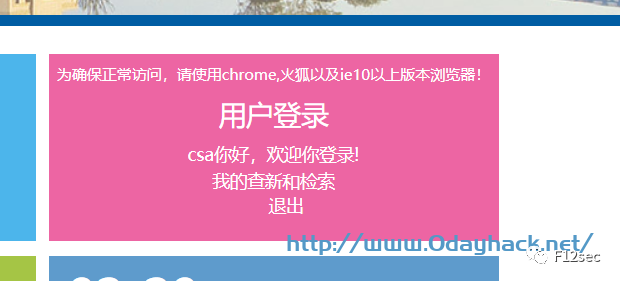 为确保正常访问，请使用chrome,火狐以及ie10以上版本浏览器！
用户登录
csa你好，欢迎你登录!
我的查新和检索
退出
http://www.0dayhack.net/
F12sec